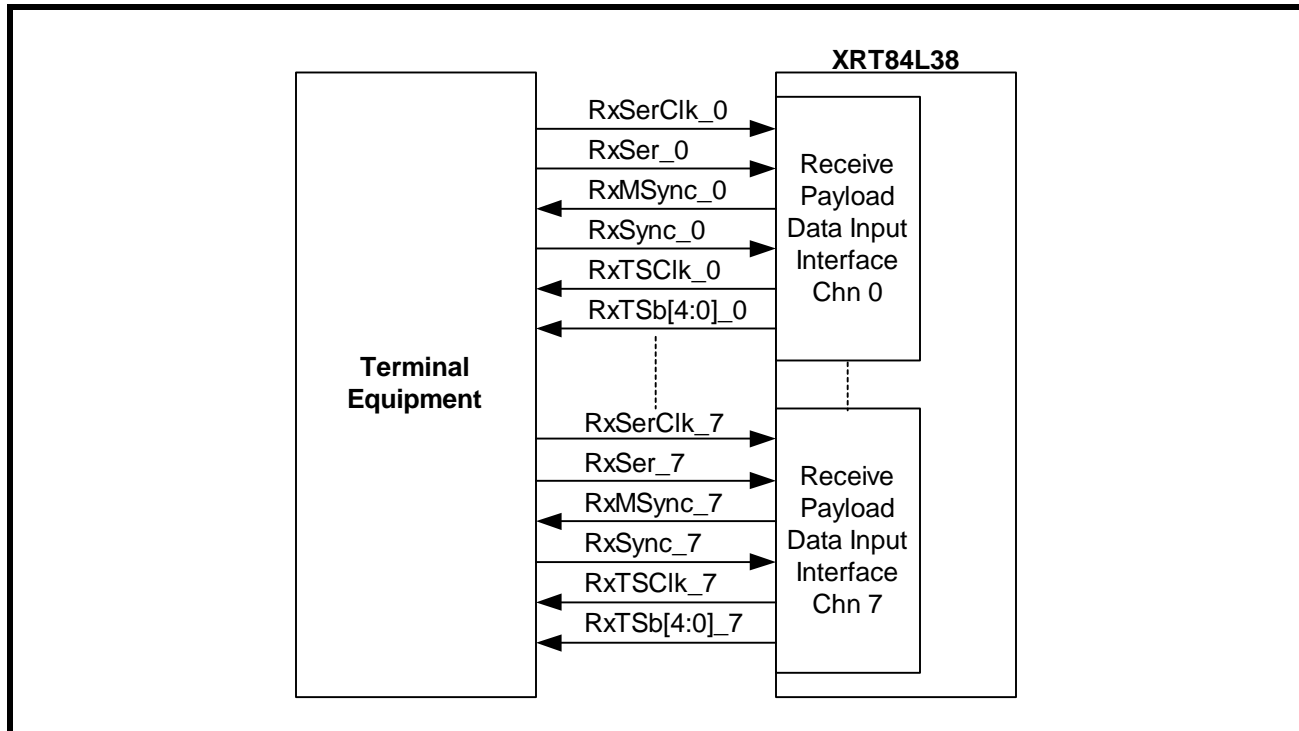 XRT84L38
RxSerClk_0
RxSer_0
RxMSync_0
RxSync_0
RxTSClk_0
RxTSb[4:0]_0
Receive
Payload
Data Input
Interface
Chn 0
Terminal
Equipment
RxSerClk_7
RxSer_7
RxMSync_7
RxSync_7
RxTSClk_7
RxTSb[4:0]_7
Receive
Payload
Data Input
Interface
Chn 7